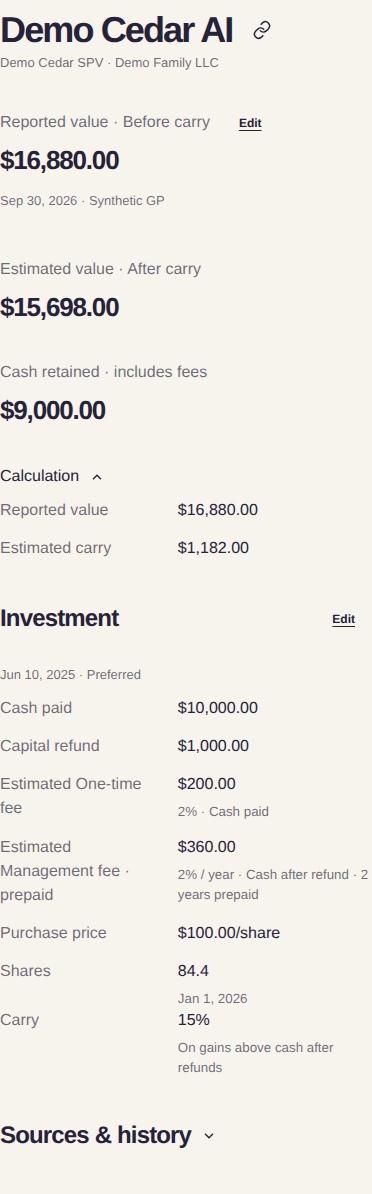 Demo Cedar AI
Demo Cedar SPV · Demo Family LLC
Reported value · Before carry Edit
$16,880.00
Sep 30, 2026 · Synthetic GP
Estimated value · After carry
$15,698.00
Cash retained · includes fees
$9,000.00
Calculation
Reported value $16,880.00
Estimated carry $1,182.00
Investment Edit
Jun 10, 2025 · Preferred
Cash paid $10,000.00
Capital refund $1,000.00
Estimated One-time $200.00
fee
2% · Cash paid
Estimated $360.00
Management fee ·
prepaid
2% / year · Cash after refund · 2
years prepaid
Purchase price $100.00/share
Shares 84.4
Jan 1, 2026
Carry 15%
On gains above cash after
refunds
Sources & history